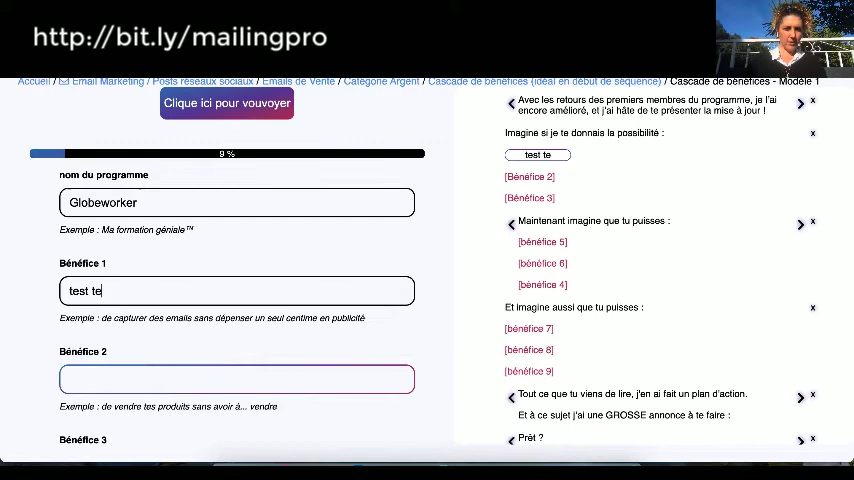 http://bit.ly/mailingpro
Accueil / Email Marketing / Posts réseaux sociaux / Emails de Vente / Catégorie Argent / Cascade de bénéfices (idéal en début de séquence) / Cascade de bénéfices - Modèle 1
Clique ici pour vouvoyer
9 %
nom du programme
Globeworker
Exemple : Ma formation géniale™
Bénéfice 1
test te
Exemple : de capturer des emails sans dépenser un seul centime en publicité
Bénéfice 2
Exemple : de vendre tes produits sans avoir à... vendre
Bénéfice 3
Avec les retours des premiers membres du programme, je l'ai
encore amélioré, et j'ai hâte de te présenter la mise à jour !
x
Imagine si je te donnais la possibilité :
x
test te
[Bénéfice 2]
[Bénéfice 3]
Maintenant imagine que tu puisses :
x
[bénéfice 5]
[bénéfice 6]
[bénéfice 4]
Et imagine aussi que tu puisses :
x
[bénéfice 7]
[bénéfice 8]
[bénéfice 9]
Tout ce que tu viens de lire, j'en ai fait un plan d'action.
x
Et à ce sujet j'ai une GROSSE annonce à te faire :
Prêt ?
x